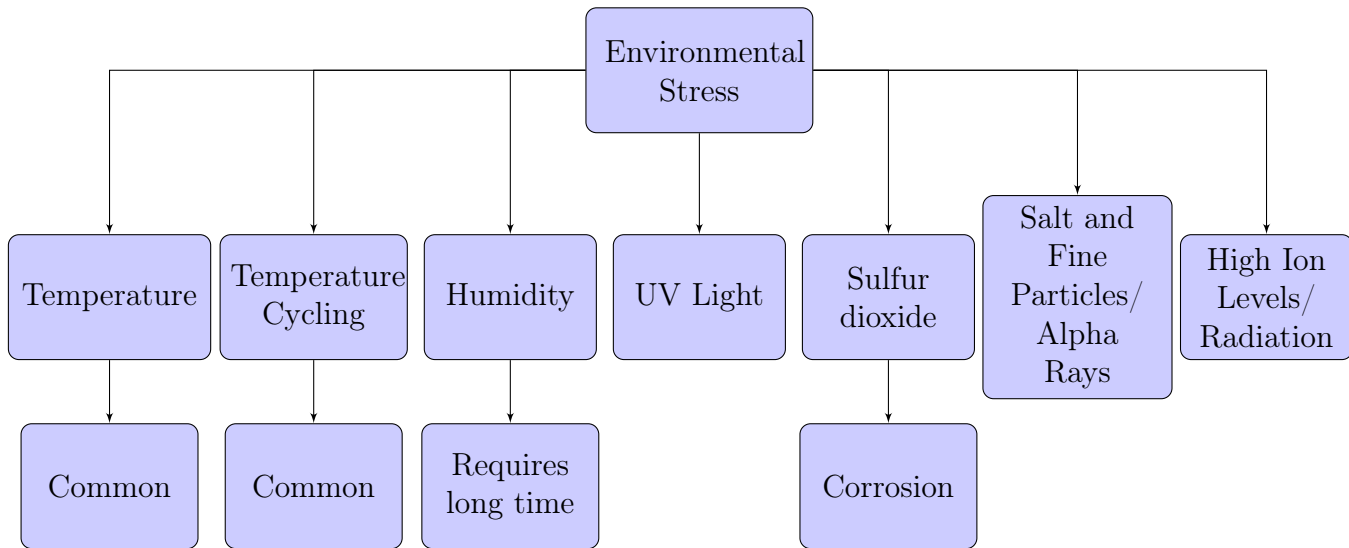 Environmental
Stress
Temperature
Temperature
Cycling
Humidity
UV Light
Sulfur
dioxide
Salt and
Fine
Particles/
Alpha
Rays
High Ion
Levels/
Radiation
Common
Common
Requires
long time
Corrosion